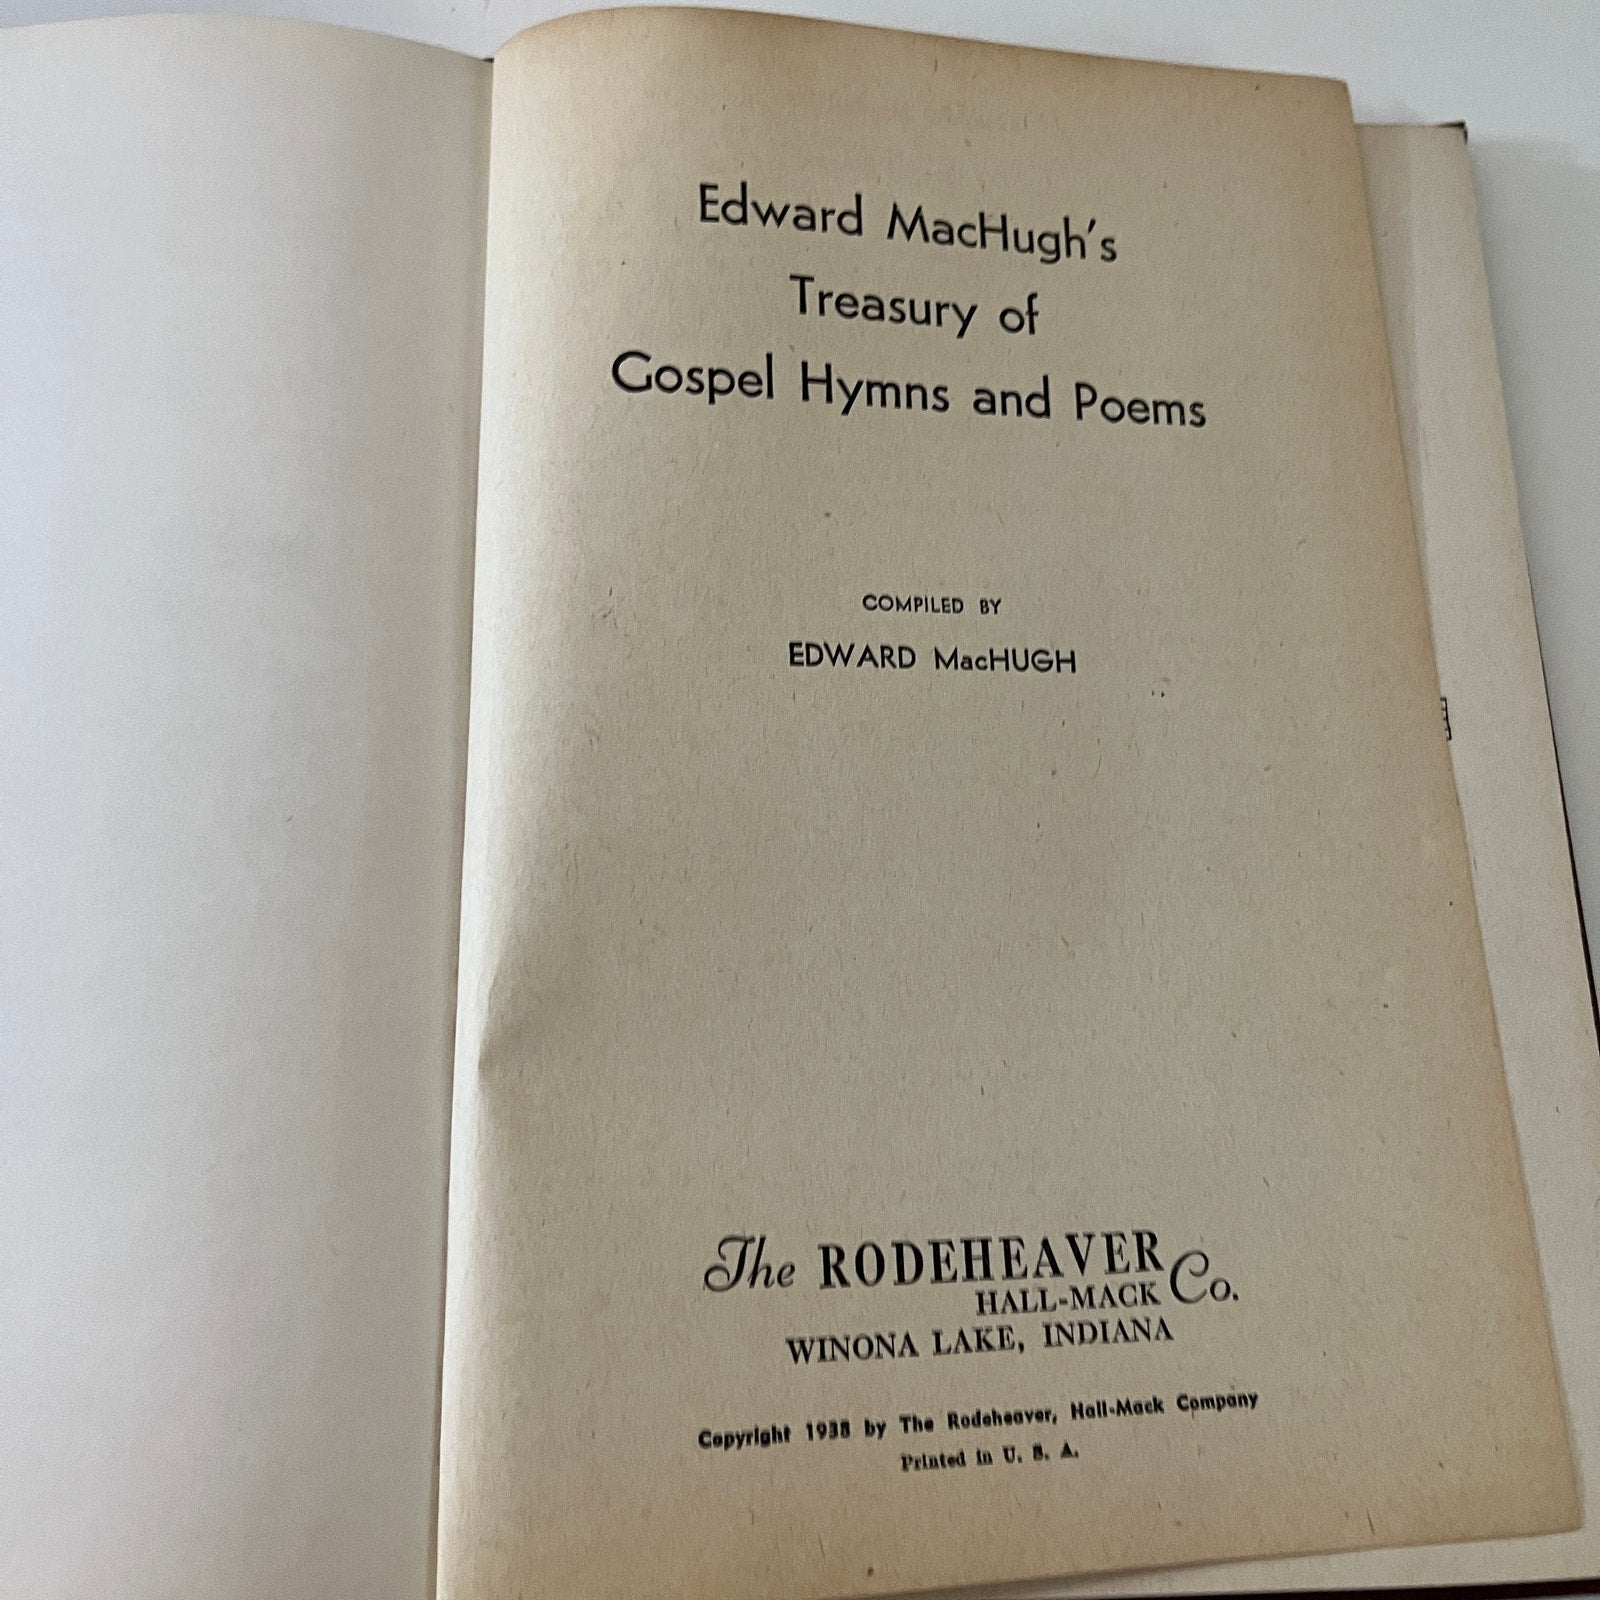 Edward MacHugh's
Treasury of
Gospel Hymns and Poems
COMPILED BY
EDWARD MacHUGH
The RODEHEAVER
HALL-MACK Co.
WINONA LAKE, INDIANA
Copyright 1938 by The Rodeheaver, Hall-Mack Company
Printed in U. S. A.